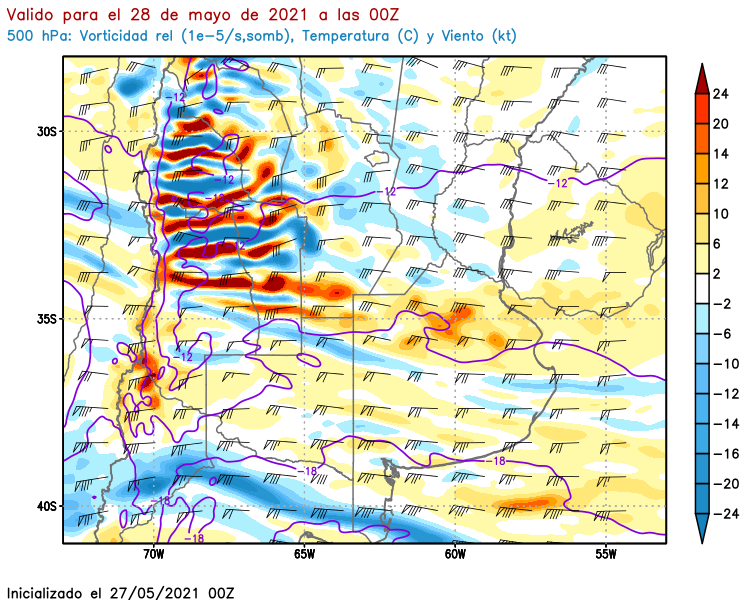 Valido para el 28 de mayo de 2021 a las 00Z
500 hPa: Vorticidad rel (1e-5/s,somb), Temperatura (C) y Viento (kt)
24
20
16
14
12
10
6
2
-2
-6
-10
-12
-14
-16
-20
-24
30S
35S
40S
70W
65W
60W
55W
-12
-12
-12
-12
-12
-18
-18
-18
-18
Inicializado el 27/05/2021 00Z